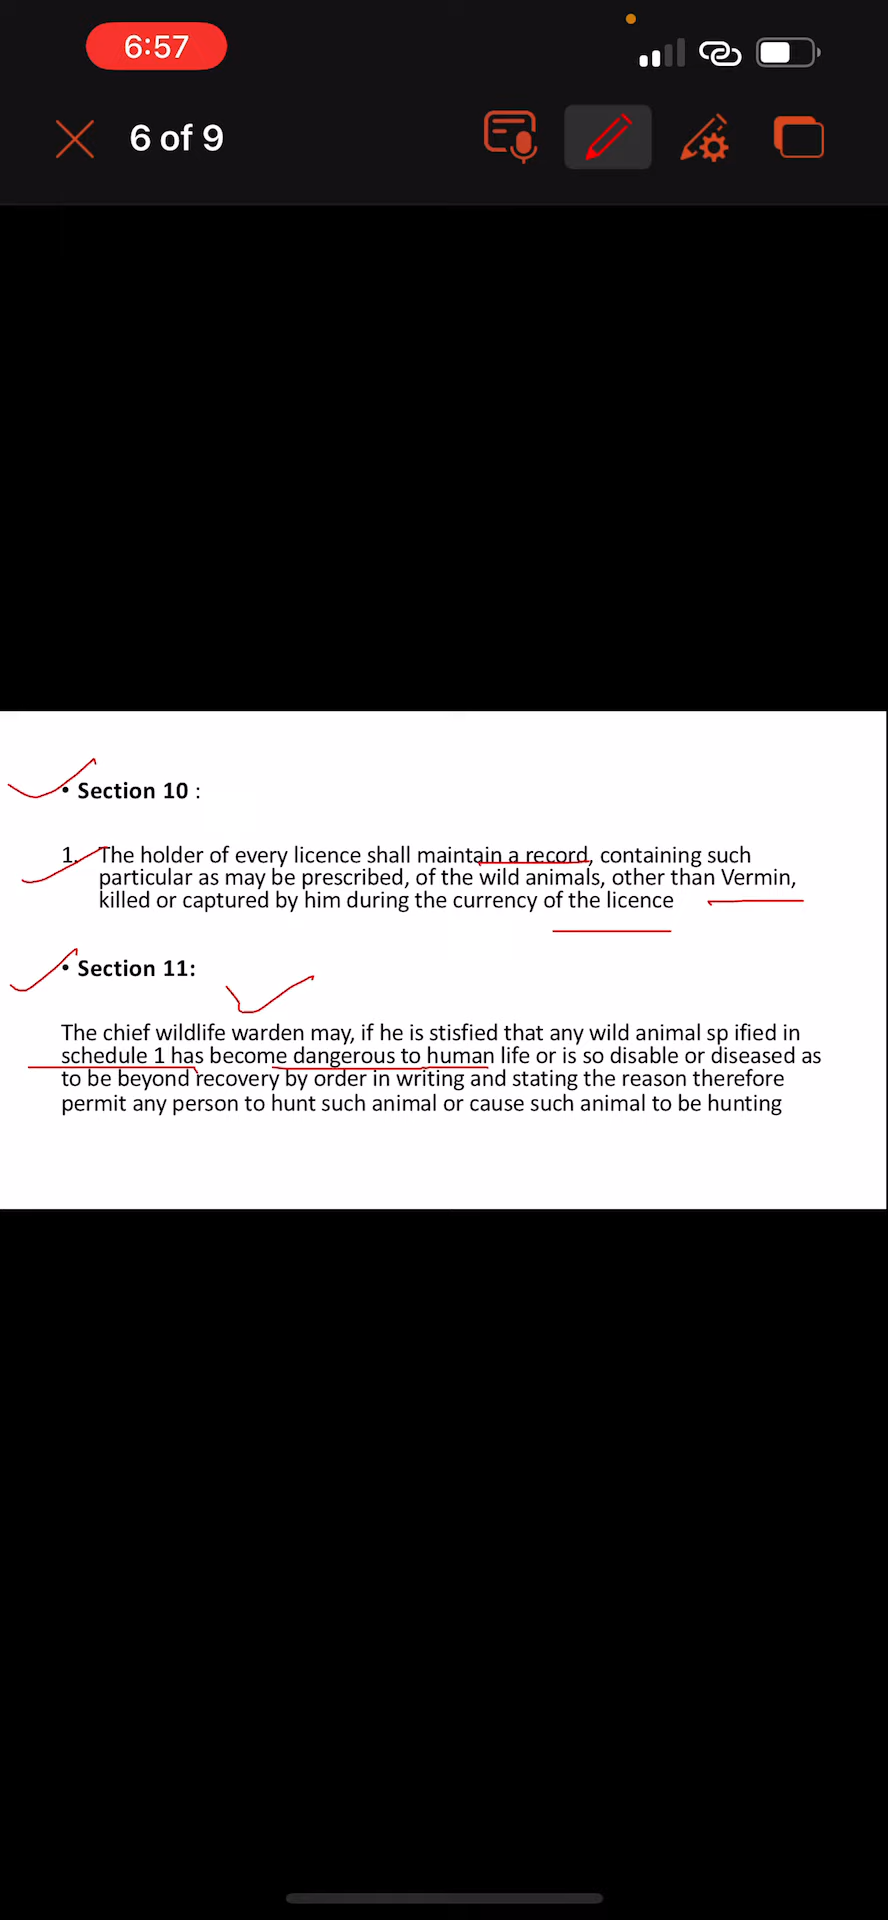 6:57
6 of 9
• Section 10 :
1. The holder of every licence shall maintain a record, containing such
particular as may be prescribed, of the wild animals, other than Vermin,
killed or captured by him during the currency of the licence
• Section 11:
The chief wildlife warden may, if he is stisfied that any wild animal sp ified in
schedule 1 has become dangerous to human life or is so disable or diseased as
to be beyond recovery by order in writing and stating the reason therefore
permit any person to hunt such animal or cause such animal to be hunting